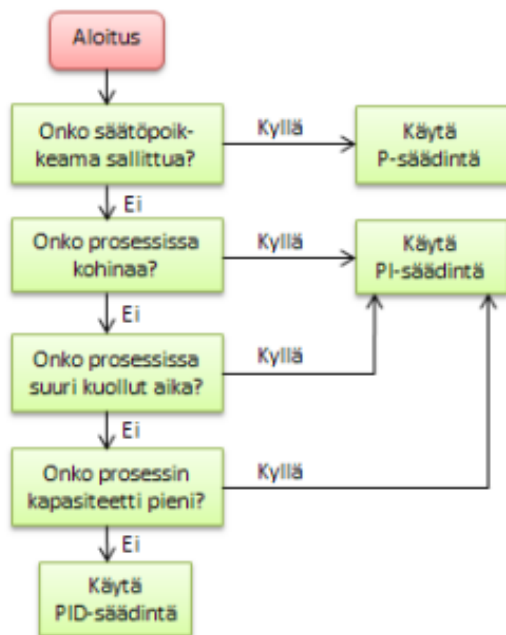 Aloitus
Onko säätöpoik-
keama sallittua?
Kyllä
Käytä
P-säädintä
Ei
Onko prosessissa
kohinaa?
Kyllä
Käytä
PI-säädintä
Ei
Onko prosessissa
suuri kuollut aika?
Kyllä
Ei
Onko prosessin
kapasiteetti pieni?
Kyllä
Ei
Käytä
PID-säädintä